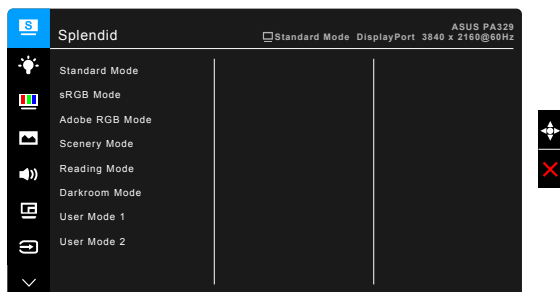 S
Splendid
ASUS PA329
Standard Mode DisplayPort 3840 x 2160@60Hz
Standard Mode
sRGB Mode
Adobe RGB Mode
Scenery Mode
Reading Mode
Darkroom Mode
User Mode 1
User Mode 2